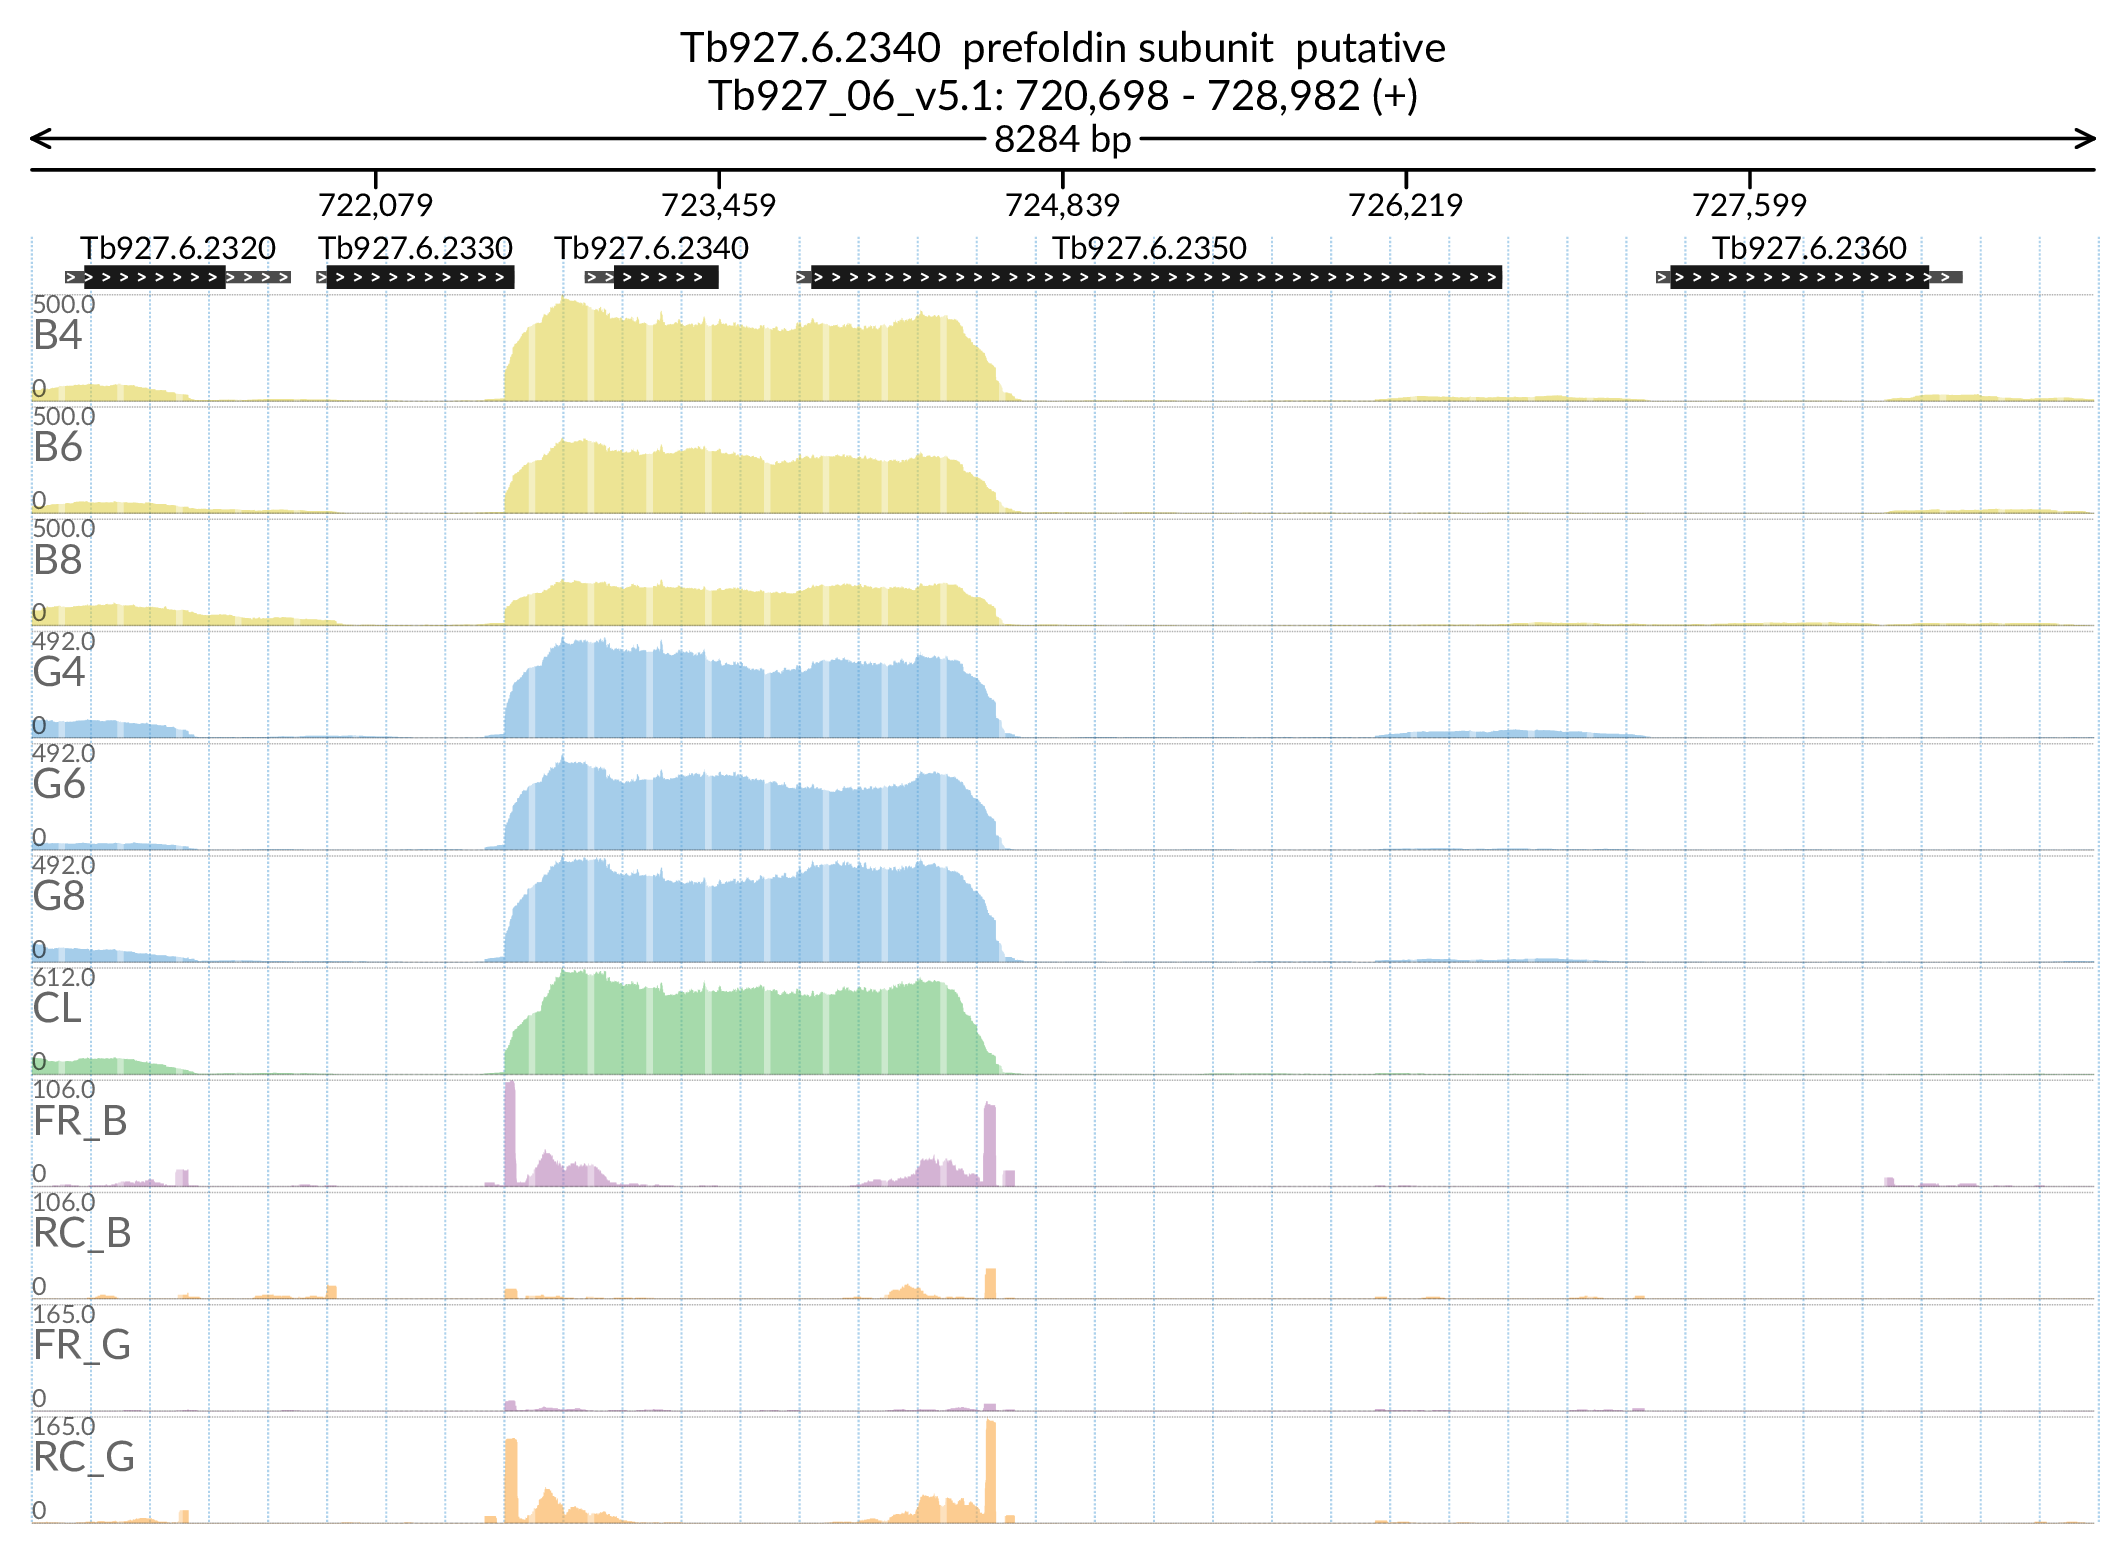 Tb927.6.2340 prefoldin subunit putative
Tb927_06_v5.1: 720,698 - 728,982 (+)
8284 bp
722,079 723,459 724,839 726,219 727,599
Tb927.6.2320 Tb927.6.2330 Tb927.6.2340 Tb927.6.2350 Tb927.6.2360
500.0
B4
0
500.0
B6
0
500.0
B8
0
492.0
G4
0
492.0
G6
0
492.0
G8
0
612.0
CL
0
106.0
FR_B
0
106.0
RC_B
0
165.0
FR_G
0
165.0
RC_G
0